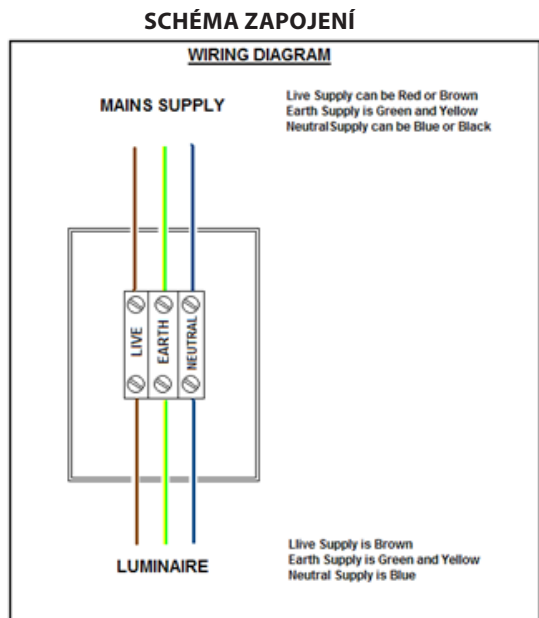 SCHÉMA ZAPOJENÍ
WIRING DIAGRAM
MAINS SUPPLY
Live Supply can be Red or Brown
Earth Supply is Green and Yellow
NeutralSupply can be Blue or Black
LIVE
EARTH
NEUTRAL
LUMINAIRE
Llive Supply is Brown
Earth Supply is Green and Yellow
Neutral Supply is Blue